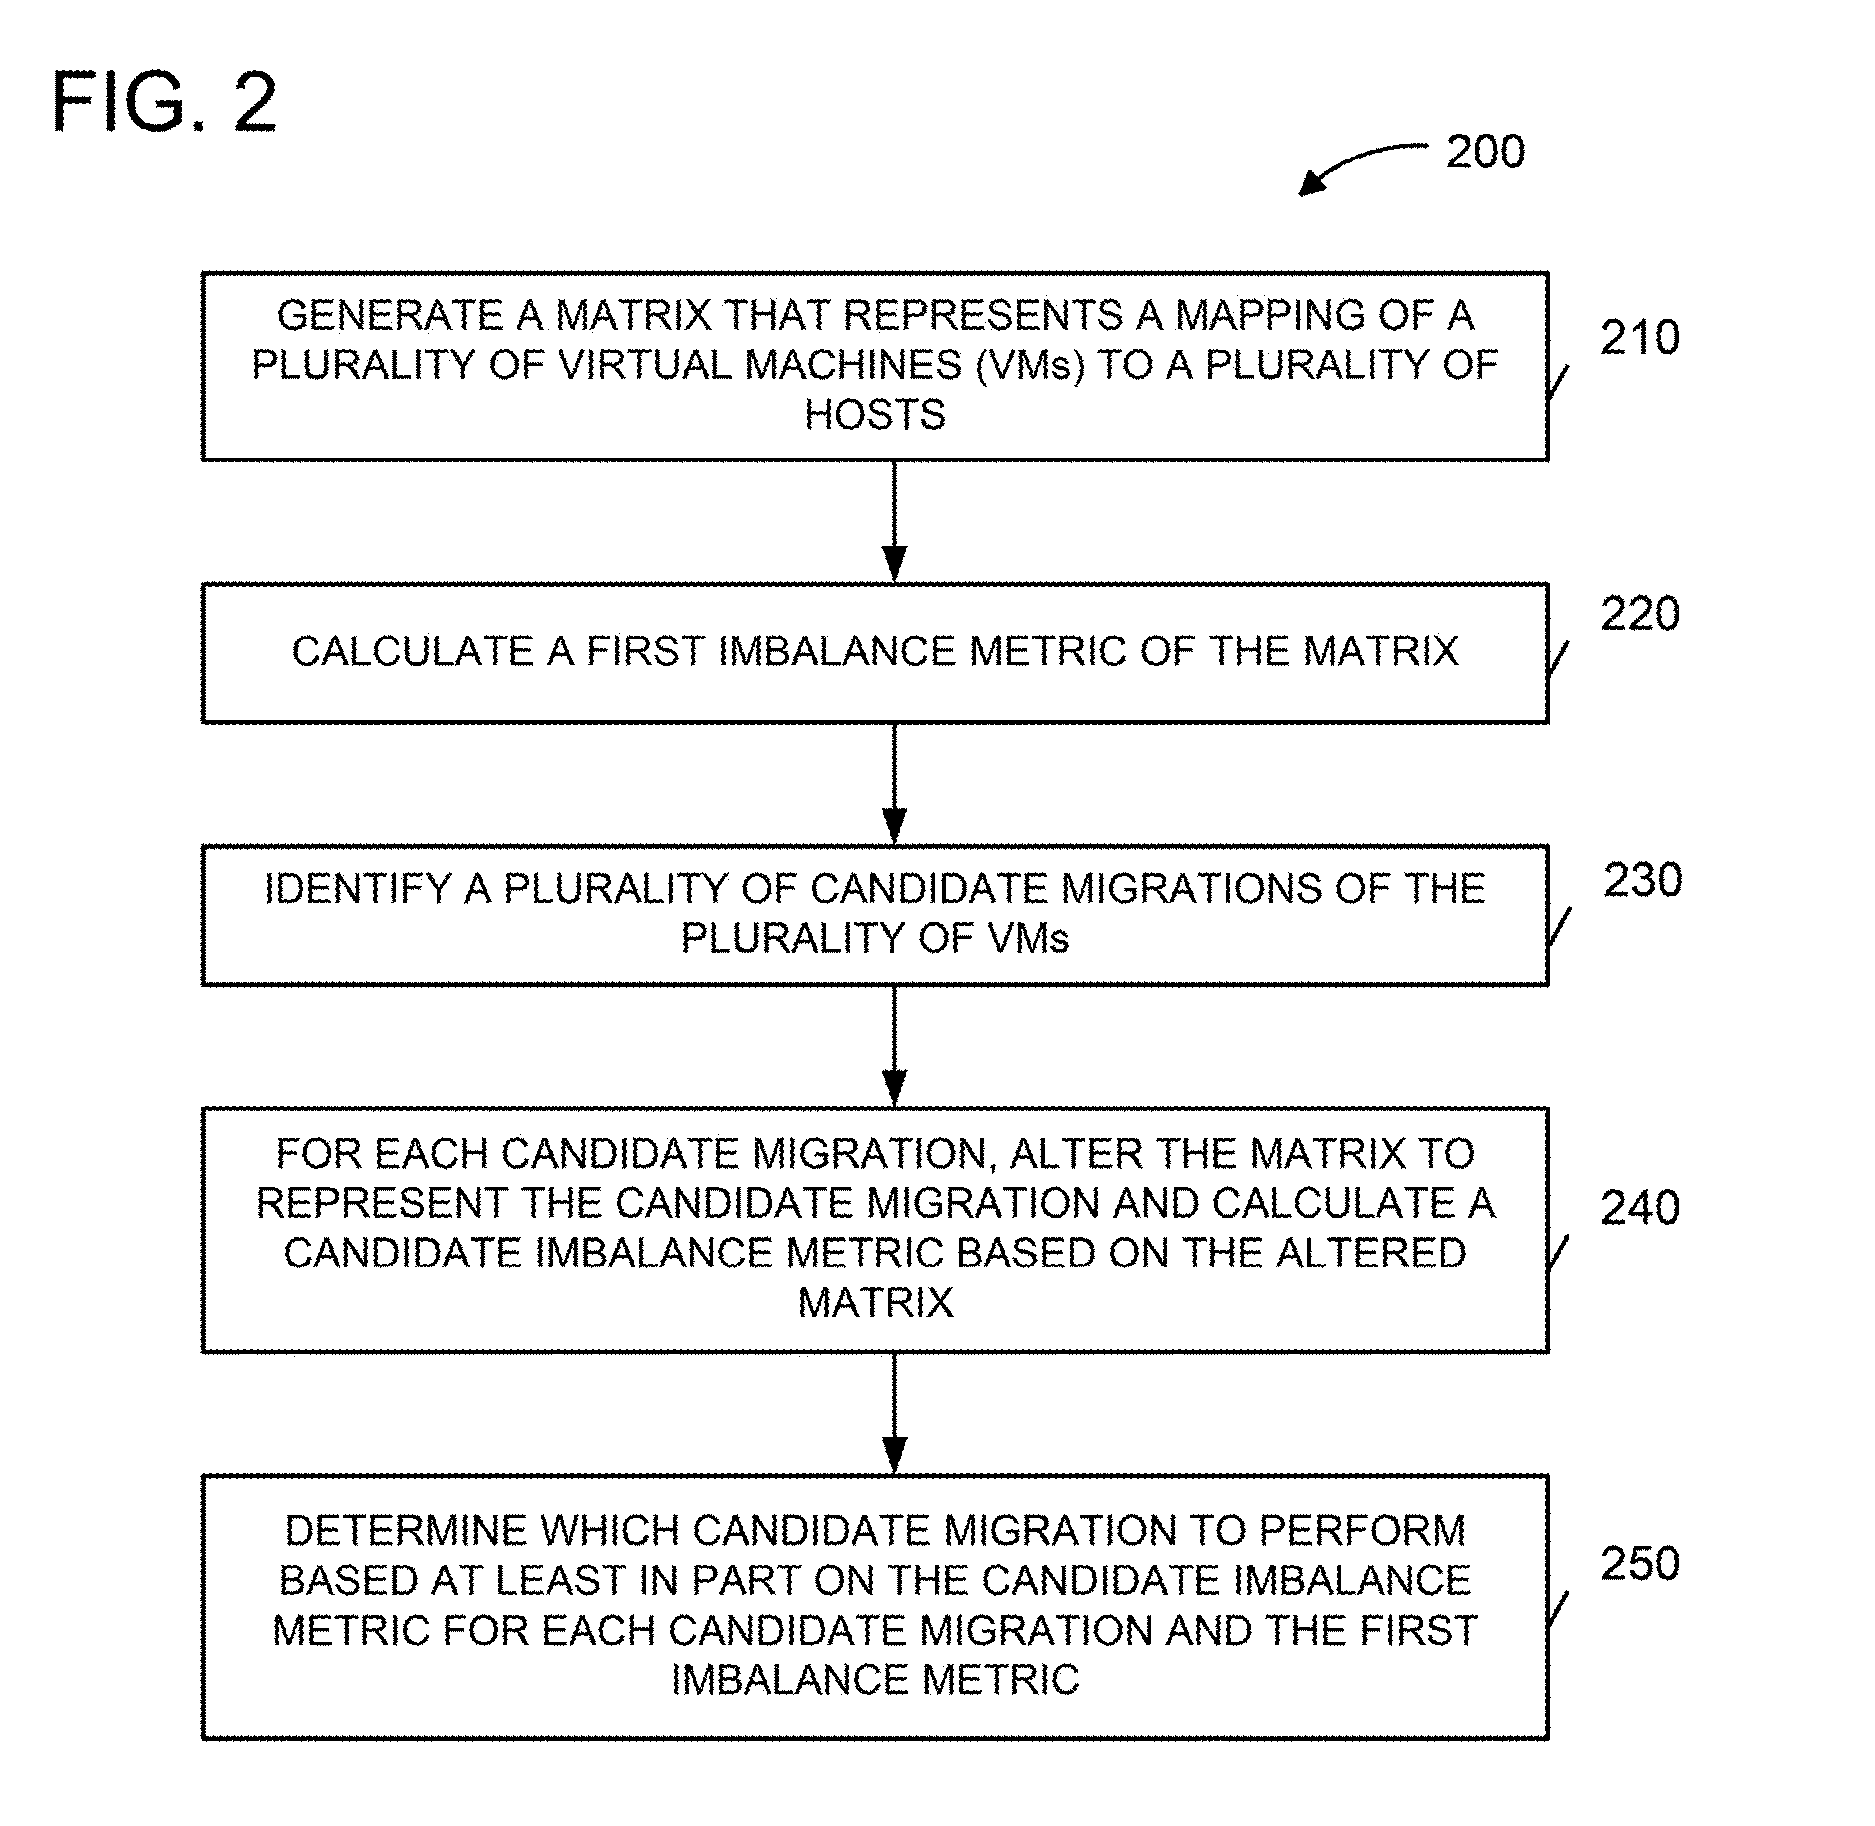 FIG. 2
200
GENERATE A MATRIX THAT REPRESENTS A MAPPING OF A
PLURALITY OF VIRTUAL MACHINES (VMs) TO A PLURALITY OF
HOSTS
210
CALCULATE A FIRST IMBALANCE METRIC OF THE MATRIX
220
IDENTIFY A PLURALITY OF CANDIDATE MIGRATIONS OF THE
PLURALITY OF VMs
230
FOR EACH CANDIDATE MIGRATION, ALTER THE MATRIX TO
REPRESENT THE CANDIDATE MIGRATION AND CALCULATE A
CANDIDATE IMBALANCE METRIC BASED ON THE ALTERED
MATRIX
240
DETERMINE WHICH CANDIDATE MIGRATION TO PERFORM
BASED AT LEAST IN PART ON THE CANDIDATE IMBALANCE
METRIC FOR EACH CANDIDATE MIGRATION AND THE FIRST
IMBALANCE METRIC
250